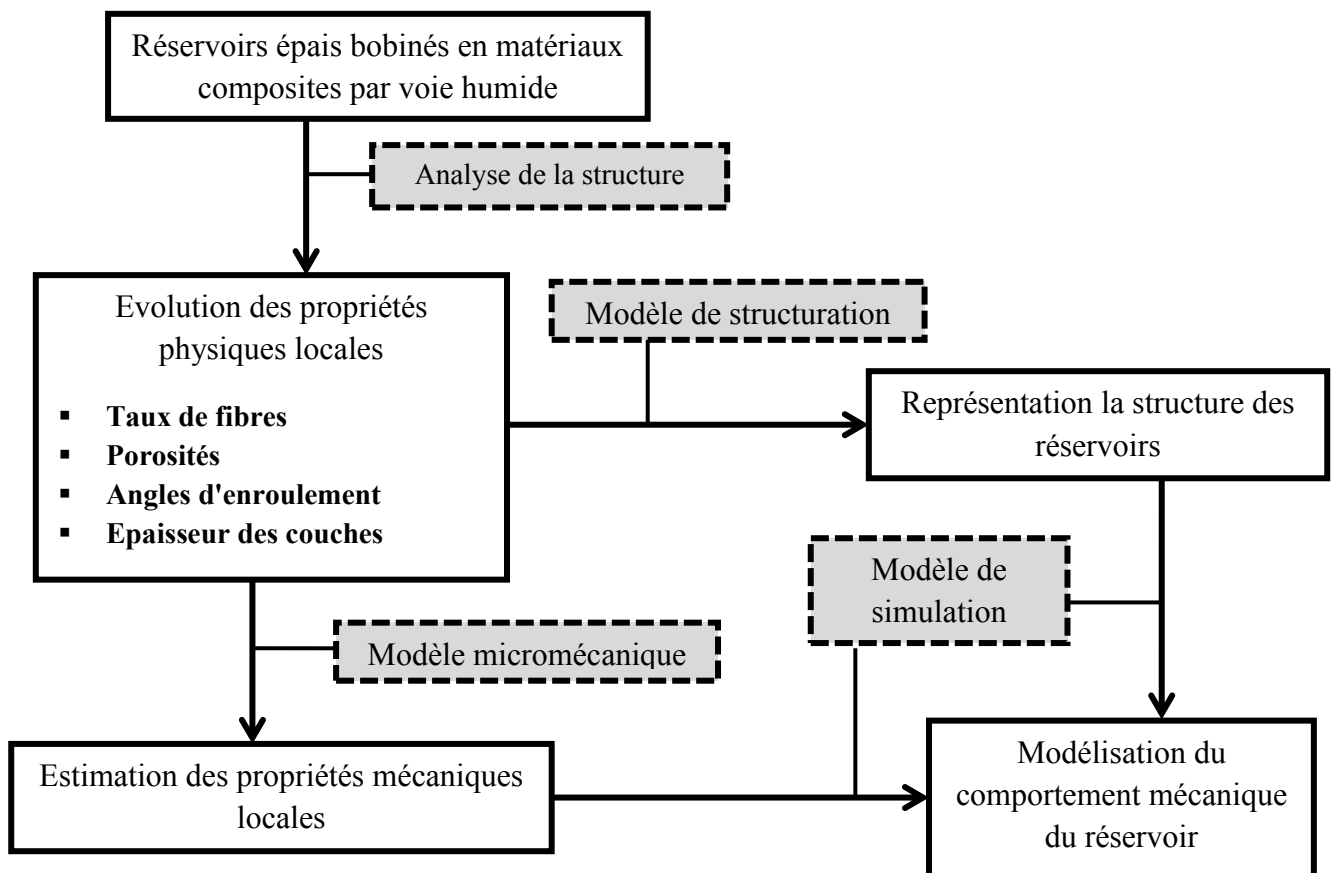 Réservoirs épais bobinés en matériaux
composites par voie humide
Analyse de la structure
Evolution des propriétés
physiques locales
▪ Taux de fibres
▪ Porosités
▪ Angles d'enroulement
▪ Epaisseur des couches
Modèle de structuration
Représentation la structure des
réservoirs
Modèle de
simulation
Modèle micromécanique
Estimation des propriétés mécaniques
locales
Modélisation du
comportement mécanique
du réservoir